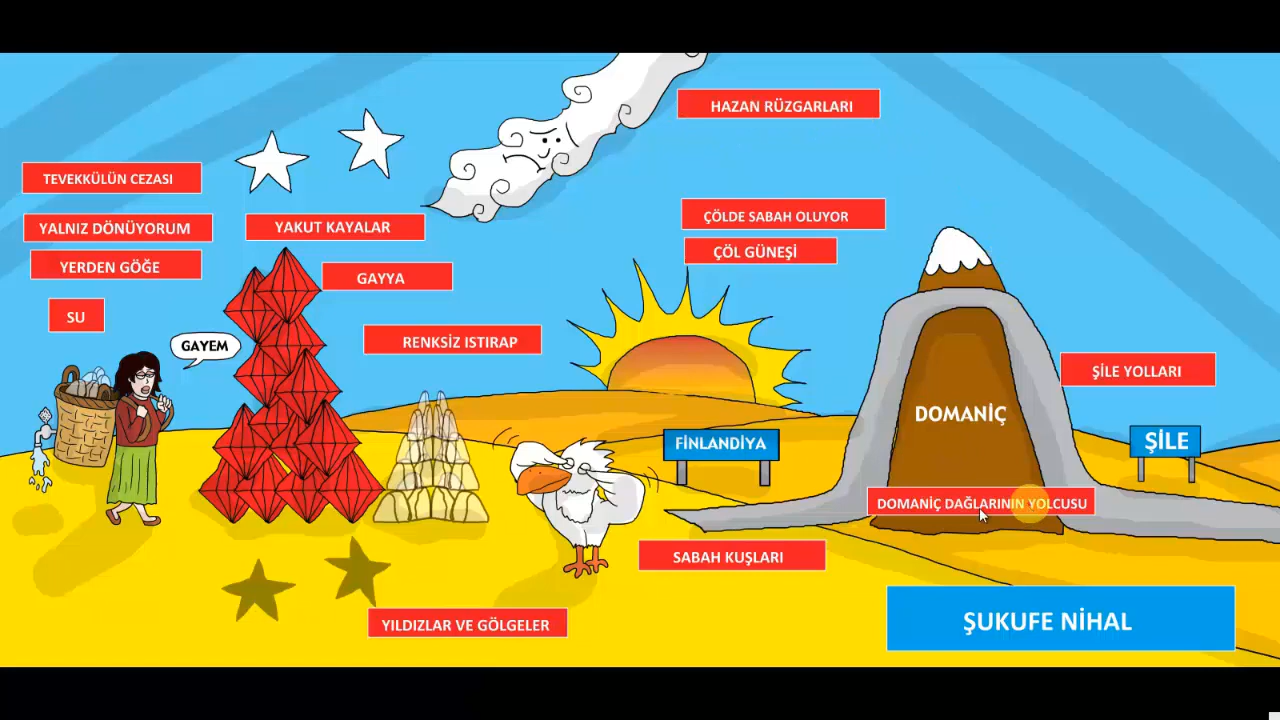 HAZAN RÜZGARLARI
TEVEKKÜLÜN CEZASI
YALNIZ DÖNÜYORUM
YAKUT KAYALAR
ÇÖLDE SABAH OLUYOR
ÇÖL GÜNEŞİ
YERDEN GÖĞE
GAYYA
SU
RENKSİZ ISTIRAP
GAYEM
ŞİLE YOLLARI
DOMANİÇ
FİNLANDİYA
ŞİLE
DOMANİÇ DAĞLARININ YOLCUSU
SABAH KUŞLARI
YILDIZLAR VE GÖLGELER
ŞUKUFE NİHAL